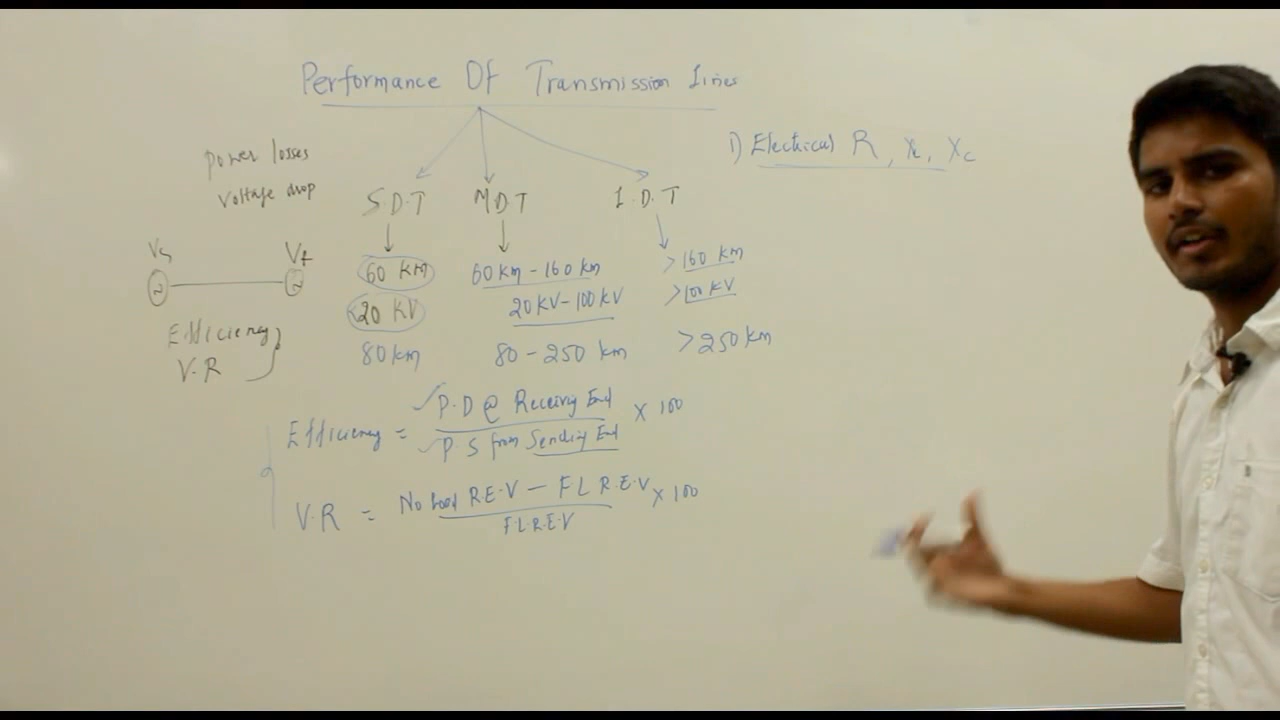 Performance Of Transmission Lines
1) Electrical R, XL, Xc
power losses
voltage drop
S.D.T M.D.T L.D.T
Vs Vr
60 KM 60 KM - 160 km >160 KM
<20 KV 20 KV - 100 KV >100 KV
80 km 80 - 250 km >250 km
Efficiency
V.R
Efficiency = P.D @ Receiving End × 100
P.S from Sending End
V.R = No load R.E.V - F L R.E.V × 100
F.L.R.E.V